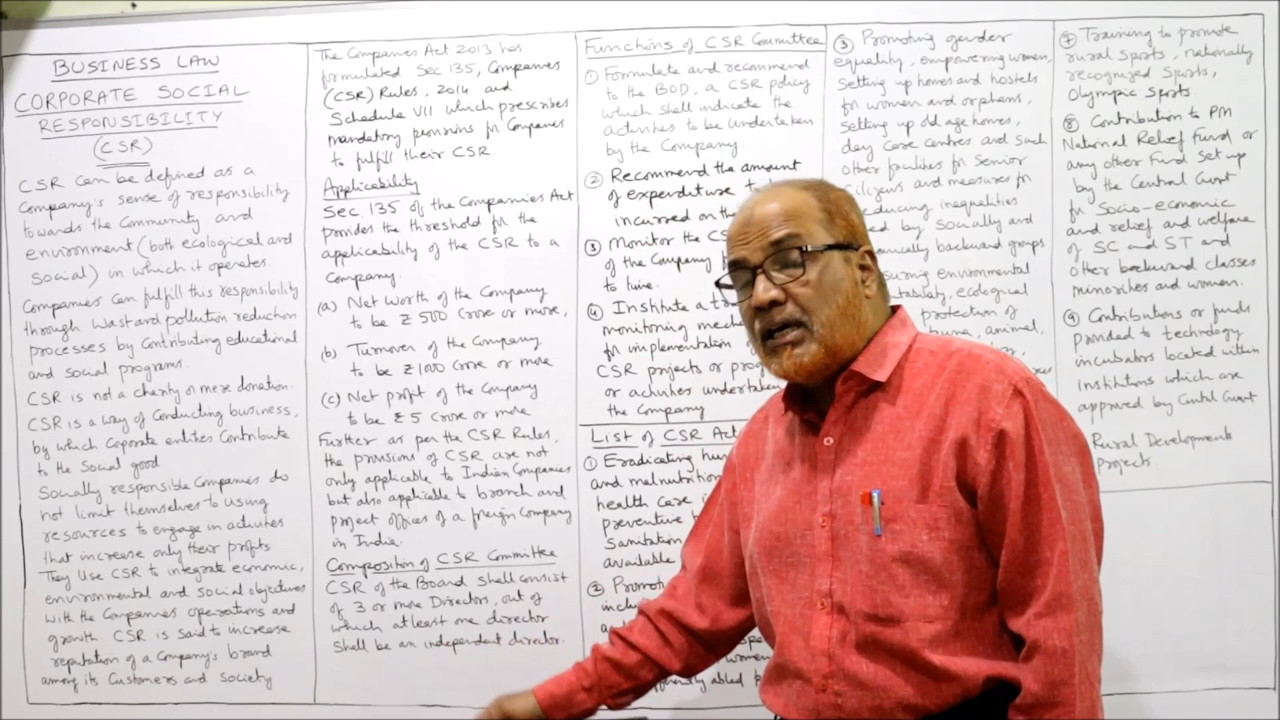 BUSINESS LAW
CORPORATE SOCIAL
RESPONSIBILITY
(CSR)
CSR can be defined as a
Company's sense of responsibility
towards the Community and
environment (both ecological and
social) in which it operates.
Companies can fulfill this responsibility
through wast and pollution reduction
processes by contributing educational
and social programs.
CSR is not a charity or mere donation.
CSR is a way of conducting business,
by which Coporate entities Contribute
to the Social good
Socially responsible Companies do
not limit themselves to using
resources to engage in activities
that increase only their profits
They use CSR to integrate economic,
environmental and social objectives
with the Companies operations and
growth. CSR is said to increase
reputation of a Company's brand
among its Customers and Society
The Companies Act 2013 has
formulated Sec 135, Companies
(CSR) Rules, 2014 and
Schedule VII which prescribes
mandatory provisions for Companies
to fulfill their CSR
Applicability
Sec 135 of the Companies Act
provides the threshold for the
applicability of the CSR to a
Company.
(a) Net worth of the Company
to be ₹ 500 Crore or more,
(b) Turnover of the Company
to be ₹ 1000 Crore or more
(c) Net profit of the Company
to be ₹ 5 Crore or more
Further as per the CSR Rules,
the provisions of CSR are not
only applicable to Indian Companies
but also applicable to branch and
project offices of a foreign Company
in India.
Composition of CSR Committee
CSR of the Board shall consist
of 3 or more Directors, out of
which atleast one director
shall be an independent director.
Functions of CSR Committee
① Formulate and recommend
to the BOD, a CSR policy
which shall indicate the
activities to be undertaken
by the Company.
② Recommend the amount
of expenditure to
incurred on the
③ Monitor the CS
of the Company
to time.
④ Institute a
monitoring
for implementation
CSR projects or
or activities undertaken
the Company
List of CSR
① Eradicating
and malnutrition
health care
preventive
Sanitation
available
②
③ Promoting gender
equality, empowering women,
Setting up homes and hostels
for women and orphans,
Setting up old age homes,
day care centres and such
other facilities for Senior
and measures for
inequalities
by Socially and
backward groups
environmental
ecological
protection of
animal,
⑦ Training to promote
rural sports, nationally
recognized Sports,
Olympic Sports.
⑧ Contribution to PM
National Relief Fund or
any other Fund set up
by the Central Govt
for Socio-economic
and relief and welfare
of SC and ST and
other backward classes
minorities and women.
⑨ Contributions or funds
provided to technology
incubators located within
institutions which are
approved by Central Govt
Rural Developments
Projects.